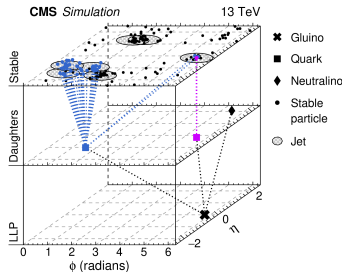 CMS Simulation 13 TeV
Stable
Daughters
LLP
Gluino
Quark
Neutralino
Stable
particle
Jet
0 1 2 3 4 5 6
ϕ (radians)
−2 0 2
η